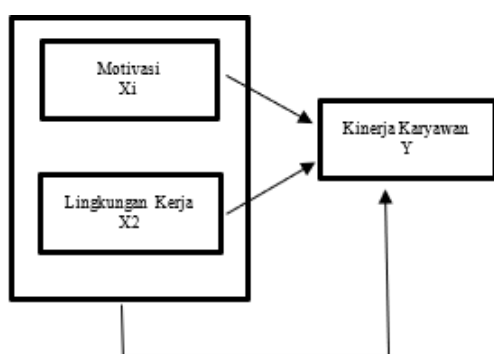 Motivasi
Xi
Kinerja Karyawan
Y
Lingkungan Kerja
X2